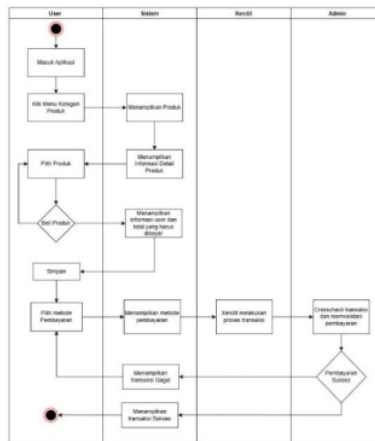 User
Sistem
Xendit
Admin
Masuk Aplikasi
Klik Menu Kategori
Produk
Menampilkan Produk
Menampilkan
Informasi Detail
Produk
Pilih Produk
Beli Produk
Menampilkan
informasi user dan
total yang harus
dibayar
Simpan
Pilih metode
Pembayaran
Menampilkan metode
pembayaran
Xendit melakukan
proses transaksi
Crosscheck transaksi
dan memvalidasi
pembayaran
Pembayaran
Sukses
Menampilkan
transaksi Gagal
Menampilkan
transaksi Sukses